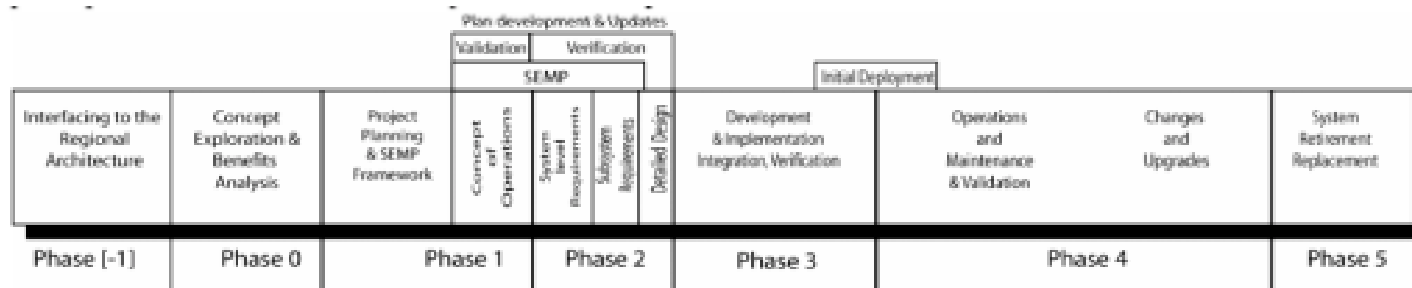 Plan development & Updates
Validation
Verification
SEMP
Initial Deployment
Interfacing to the
Regional
Architecture
Concept
Exploration &
Benefits
Analysis
Project
Planning
& SEMP
Framework
Concept
of
Operations
System
level
Requirements
Subsystem
Requirements
Detailed Design
Development
& Implementation
Integration, Verification
Operations
and
Maintenance
& Validation
Changes
and
Upgrades
System
Retirement
Replacement
Phase [-1]
Phase 0
Phase 1
Phase 2
Phase 3
Phase 4
Phase 5